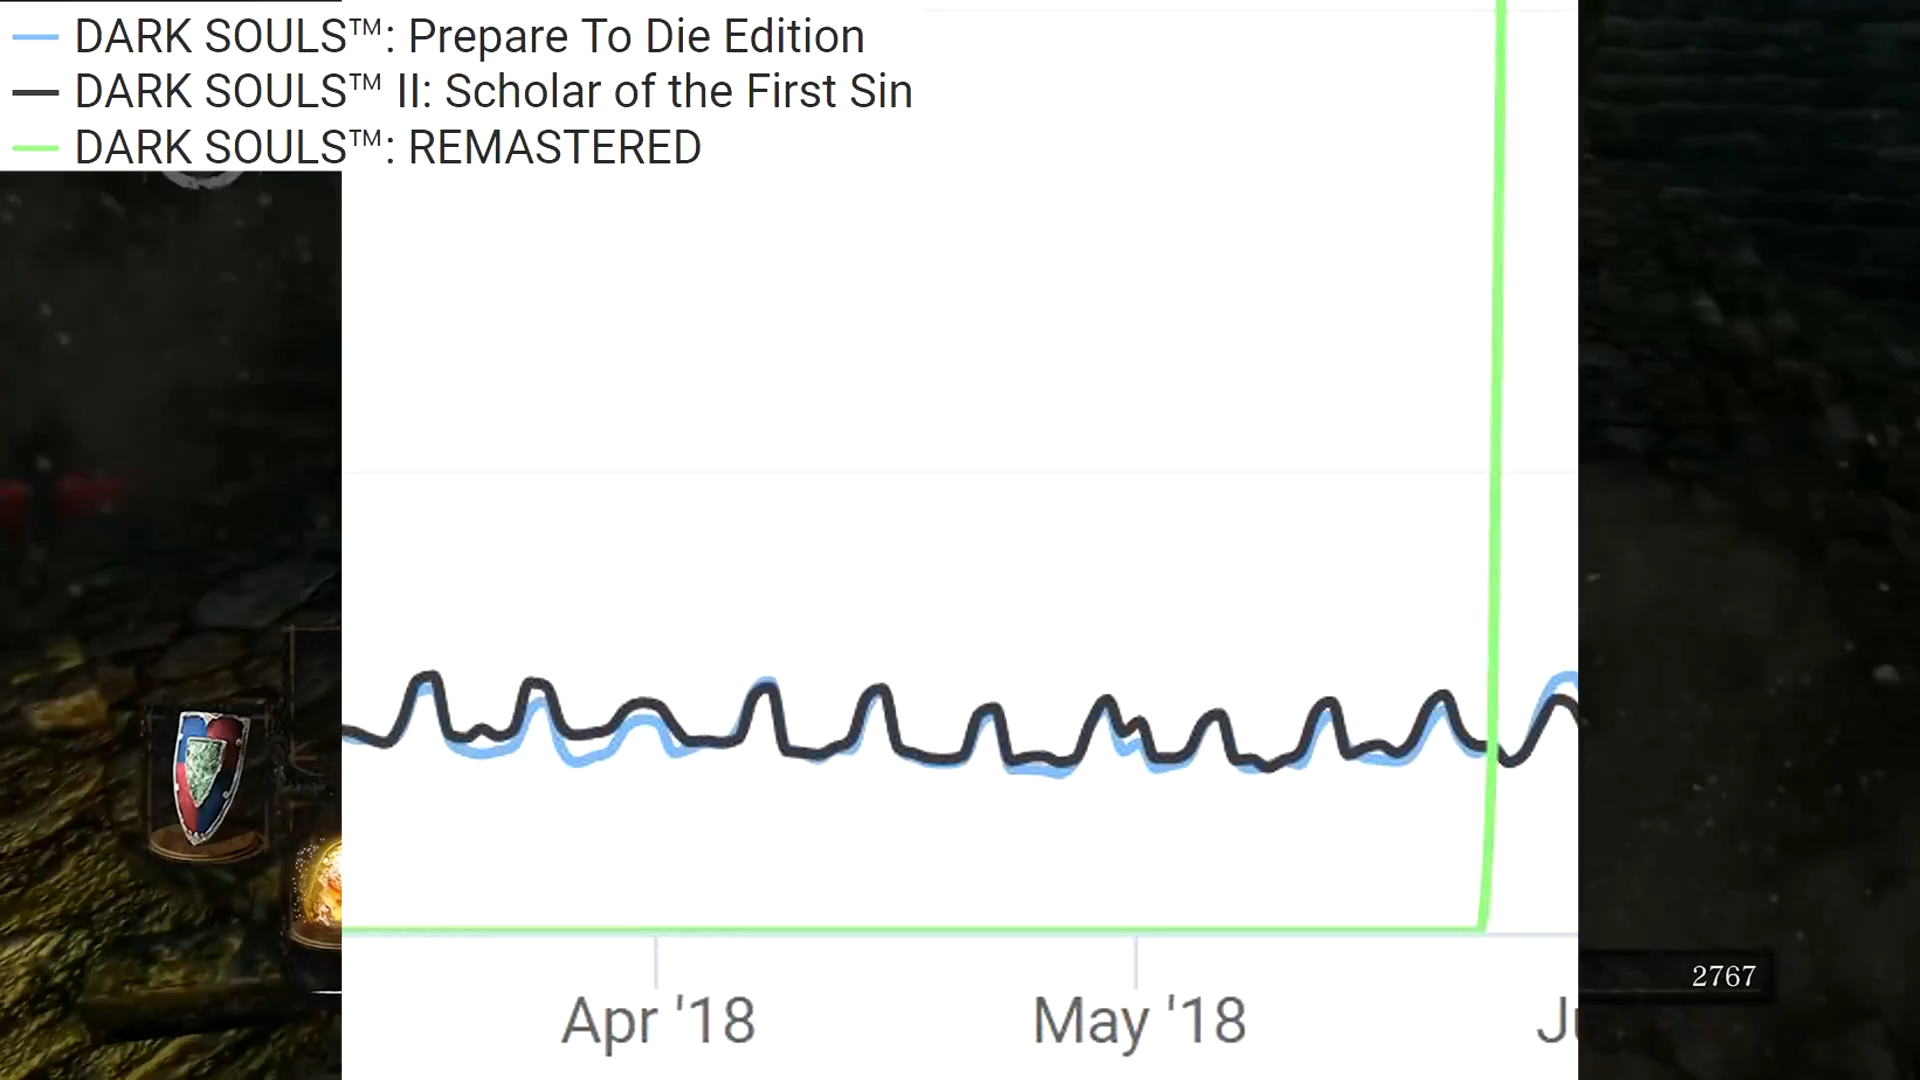 DARK SOULS™: Prepare To Die Edition
DARK SOULS™ II: Scholar of the First Sin
DARK SOULS™: REMASTERED
2767
Apr '18
May '18